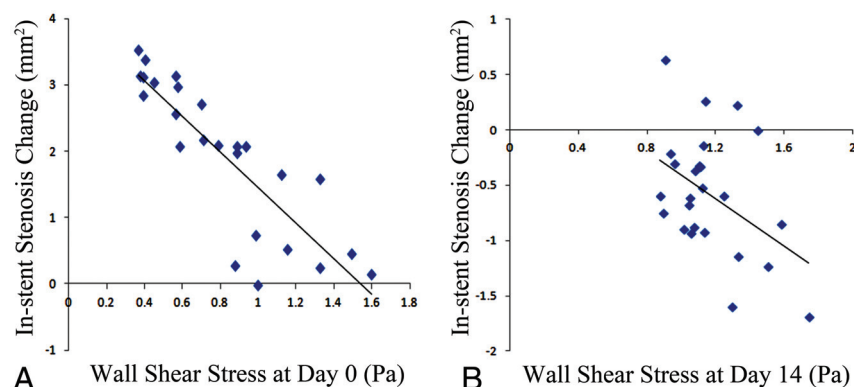 In-stent Stenosis Change (mm²)
4
3
2
1
0
-1
0 0.2 0.4 0.6 0.8 1 1.2 1.4 1.6 1.8
A
Wall Shear Stress at Day 0 (Pa)
In-stent Stenosis Change (mm²)
1
0.5
0
-0.5
-1
-1.5
-2
0 0.4 0.8 1.2 1.6 2
B
Wall Shear Stress at Day 14 (Pa)